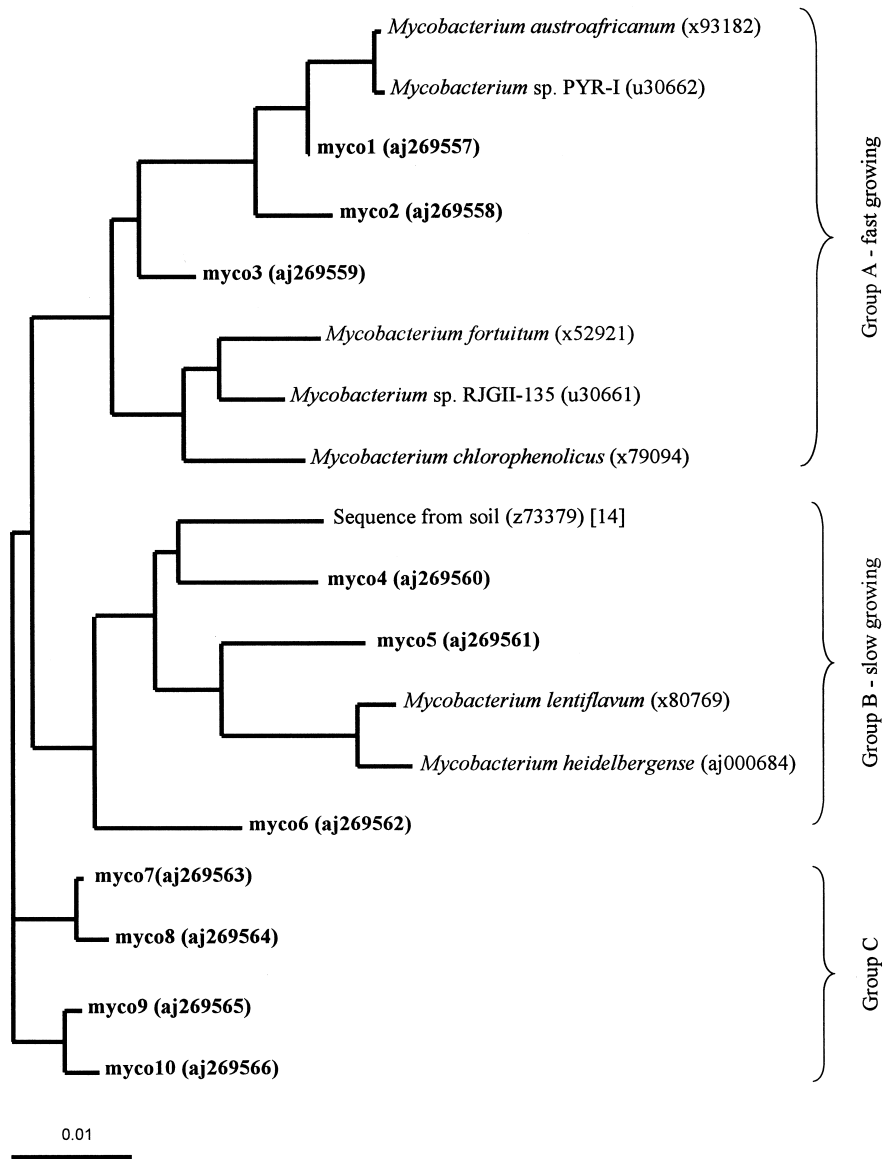 Mycobacterium austroafricanum (x93182)
Mycobacterium sp. PYR-I (u30662)
myco1 (aj269557)
myco2 (aj269558)
myco3 (aj269559)
Mycobacterium fortuitum (x52921)
Mycobacterium sp. RJGII-135 (u30661)
Mycobacterium chlorophenolicus (x79094)
Group A - fast growing
Sequence from soil (z73379) [14]
myco4 (aj269560)
myco5 (aj269561)
Mycobacterium lentiflavum (x80769)
Mycobacterium heidelbergense (aj000684)
myco6 (aj269562)
Group B - slow growing
myco7(aj269563)
myco8 (aj269564)
myco9 (aj269565)
myco10 (aj269566)
Group C
0.01